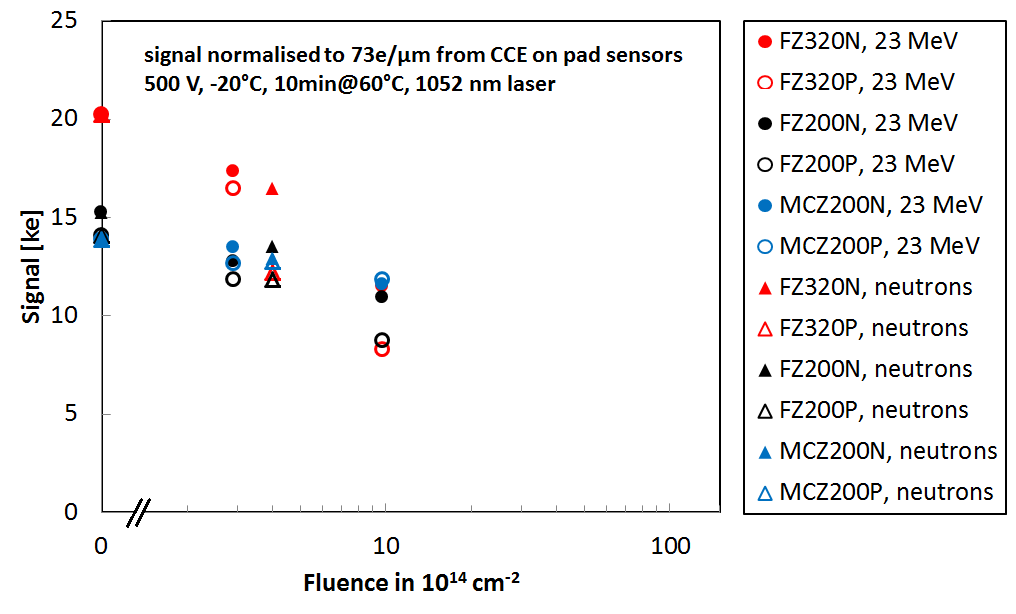 25
20
15
10
5
0
Signal [ke]
signal normalised to 73e/µm from CCE on pad sensors
500 V, -20°C, 10min@60°C, 1052 nm laser
0
10
100
Fluence in 10¹⁴ cm⁻²
FZ320N, 23 MeV
FZ320P, 23 MeV
FZ200N, 23 MeV
FZ200P, 23 MeV
MCZ200N, 23 MeV
MCZ200P, 23 MeV
FZ320N, neutrons
FZ320P, neutrons
FZ200N, neutrons
FZ200P, neutrons
MCZ200N, neutrons
MCZ200P, neutrons